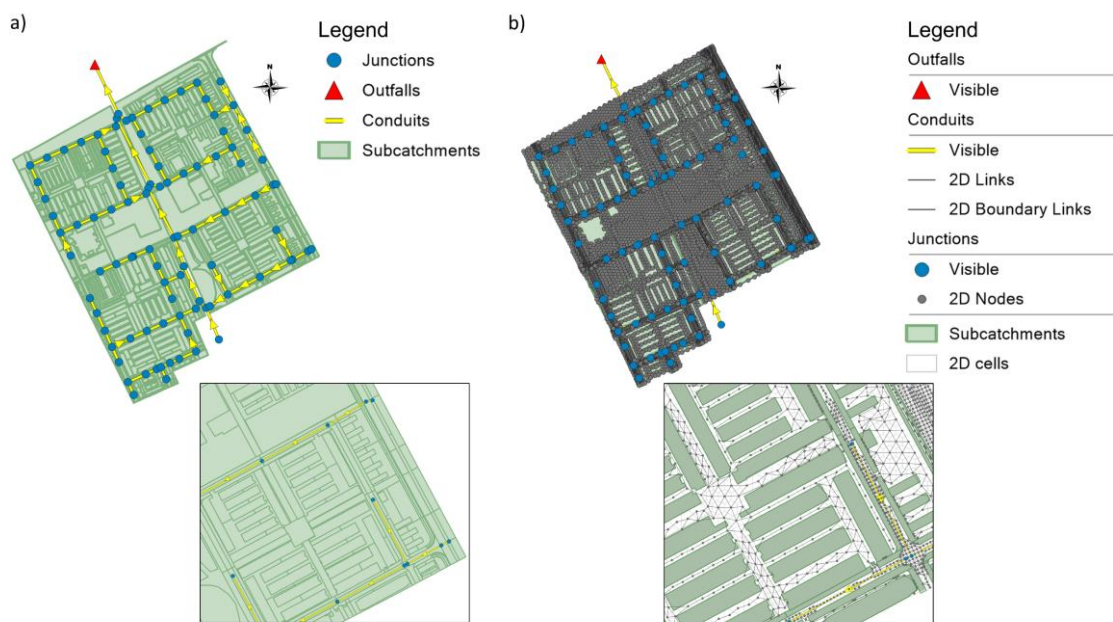 a)
Legend
Junctions
Outfalls
Conduits
Subcatchments
N
b)
Legend
Outfalls
Visible
Conduits
Visible
2D Links
2D Boundary Links
Junctions
Visible
2D Nodes
Subcatchments
2D cells
N